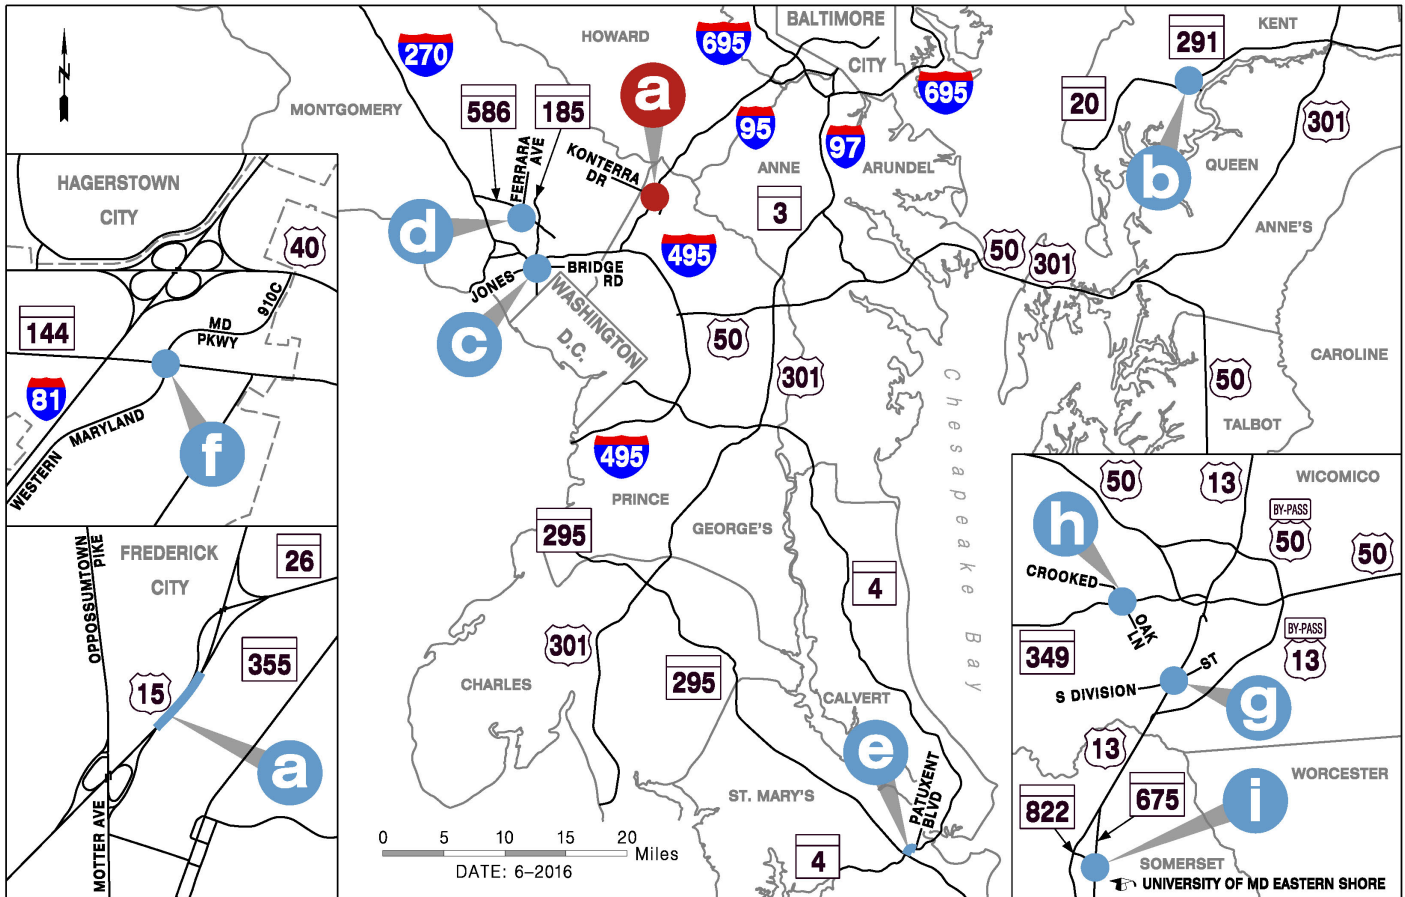 BALTIMORE
CITY
KENT
HOWARD
270
695
291
MONTGOMERY
586
185
a
695
20
301
95
97
FERRARA
AVE
KONTERRA
DR
ANNE
ARUNDEL
b
QUEEN
ANNE'S
3
d
495
50
301
JONES
BRIDGE
RD
c
WASHINGTON
D.C.
50
301
50
CAROLINE
TALBOT
Chesapeake Bay
495
PRINCE
GEORGE'S
295
4
301
295
CHARLES
CALVERT
e
ST. MARY'S
PATUXENT
BLVD
4
0 5 10 15 20 Miles
DATE: 6-2016
N
HAGERSTOWN
CITY
40
144
MD
PKWY
910C
81
WESTERN MARYLAND
f
OPPOSSUMTOWN
PIKE
FREDERICK
CITY
26
355
15
a
MOTTER AVE
50
13
WICOMICO
BY-PASS
50
50
h
CROOKED
OAK
LN
349
BY-PASS
13
S DIVISION ST
g
13
WORCESTER
822
675
i
SOMERSET
UNIVERSITY OF MD EASTERN SHORE